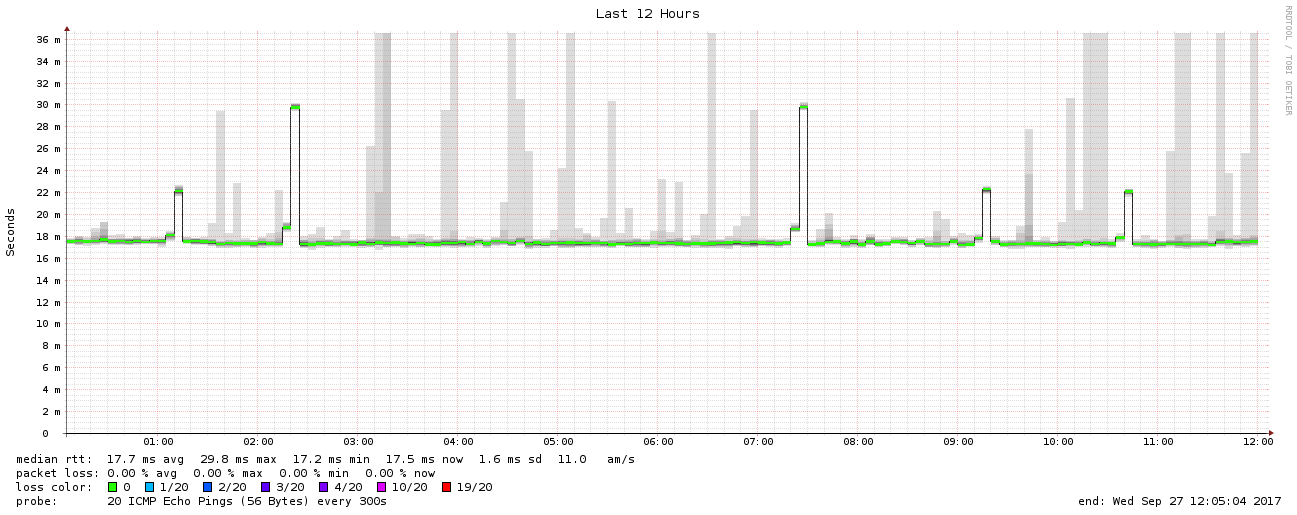 Last 12 Hours
RRDTOOL / TOBI OETIKER
Seconds
36 m
34 m
32 m
30 m
28 m
26 m
24 m
22 m
20 m
18 m
16 m
14 m
12 m
10 m
8 m
6 m
4 m
2 m
0
01:00 02:00 03:00 04:00 05:00 06:00 07:00 08:00 09:00 10:00 11:00 12:00
median rtt: 17.7 ms avg 29.8 ms max 17.2 ms min 17.5 ms now 1.6 ms sd 11.0 am/s
packet loss: 0.00 % avg 0.00 % max 0.00 % min 0.00 % now
loss color: 0 1/20 2/20 3/20 4/20 10/20 19/20
probe: 20 ICMP Echo Pings (56 Bytes) every 300s end: Wed Sep 27 12:05:04 2017